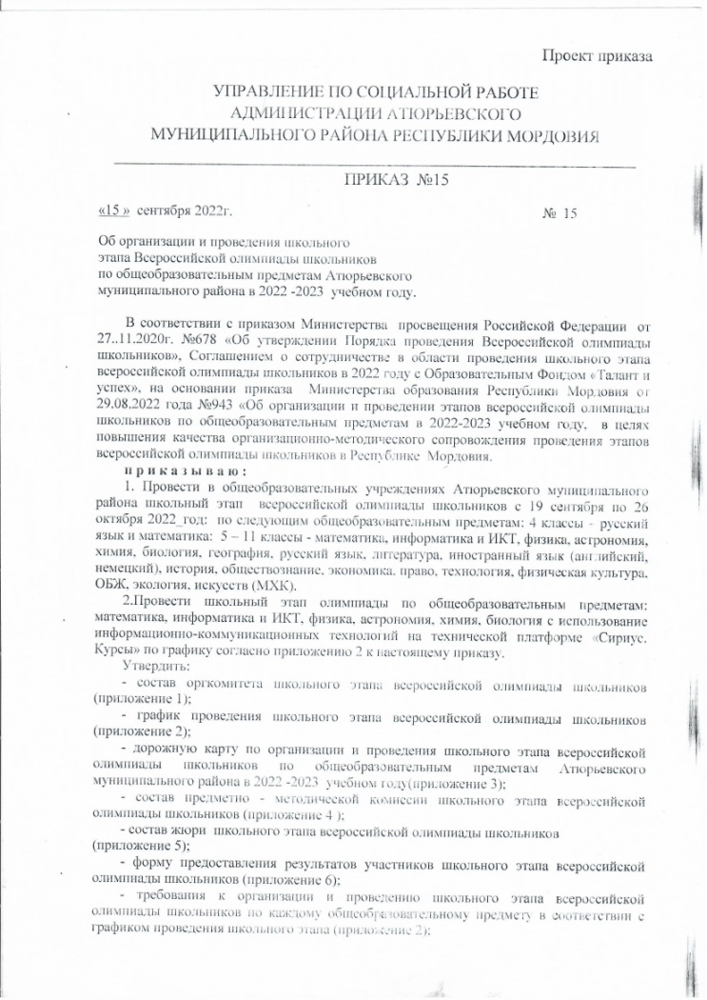 Проект приказа
УПРАВЛЕНИЕ ПО СОЦИАЛЬНОЙ РАБОТЕ
АДМИНИСТРАЦИИ АТЮРЬЕВСКОГО
МУНИЦИПАЛЬНОГО РАЙОНА РЕСПУБЛИКИ МОРДОВИЯ
ПРИКАЗ №15
«15 » сентября 2022г. № 15
Об организации и проведения школьного
этапа Всероссийской олимпиады школьников
по общеобразовательным предметам Атюрьевского
муниципального района в 2022 -2023 учебном году.
В соответствии с приказом Министерства просвещения Российской Федерации от
27..11.2020г. №678 «Об утверждении Порядка проведения Всероссийской олимпиады
школьников», Соглашением о сотрудничестве в области проведения школьного этапа
всероссийской олимпиады школьников в 2022 году с Образовательным Фондом «Талант и
успех», на основании приказа Министерства образования Республики Мордовия от
29.08.2022 года №943 «Об организации и проведении этапов всероссийской олимпиады
школьников по общеобразовательным предметам в 2022-2023 учебном году, в целях
повышения качества организационно-методического сопровождения проведения этапов
всероссийской олимпиады школьников в Республике Мордовия.
п р и к а з ы в а ю :
1. Провести в общеобразовательных учреждениях Атюрьевского муниципального
района школьный этап всероссийской олимпиады школьников с 19 сентября по 26
октября 2022 год: по следующим общеобразовательным предметам: 4 классы - русский
язык и математика: 5 – 11 классы - математика, информатика и ИКТ, физика, астрономия,
химия, биология, география, русский язык, литература, иностранный язык (английский,
немецкий), история, обществознание, экономика. право, технология, физическая культура,
ОБЖ, экология, искусств (МХК).
2.Провести школьный этап олимпиады по общеобразовательным предметам:
математика, информатика и ИКТ, физика, астрономия, химия, биология с использование
информационно-коммуникационных технологий на технической платформе «Сириус.
Курсы» по графику согласно приложению 2 к настоящему приказу.
Утвердить:
- состав оргкомитета школьного этапа всероссийской олимпиады школьников
(приложение 1);
- график проведения школьного этапа всероссийской олимпиады школьников
(приложение 2);
- дорожную карту по организации и проведения школьного этапа всероссийской
олимпиады школьников по общеобразовательным предметам Атюрьевского
муниципального района в 2022 -2023 учебном году(приложение 3);
- состав предметно - методической комиссии школьного этапа всероссийской
олимпиады школьников (приложение 4 );
- состав жюри школьного этапа всероссийской олимпиады школьников
(приложение 5);
- форму предоставления результатов участников школьного этапа всероссийской
олимпиады школьников (приложение 6);
- требования к организации и проведению школьного этапа всероссийской
олимпиады школьников по каждому общеобразовательному предмету в соответствии с
графиком проведения школьного этапа (приложение 2);